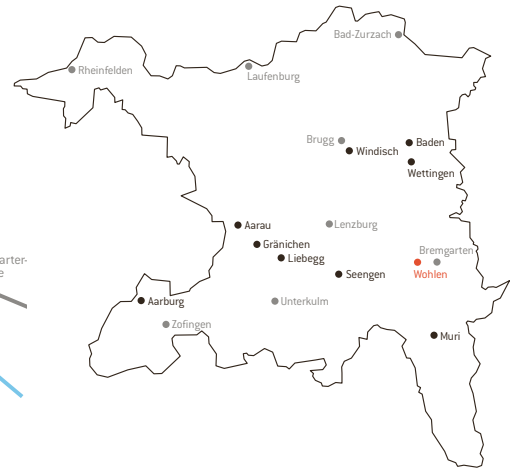 Bad-Zurzach
Rheinfelden
Laufenburg
Brugg
Baden
Windisch
Wettingen
Aarau
Lenzburg
Gränichen
Bremgarten
Liebegg
arter-
e
Seengen
Wohlen
Aarburg
Unterkulm
Zofingen
Muri